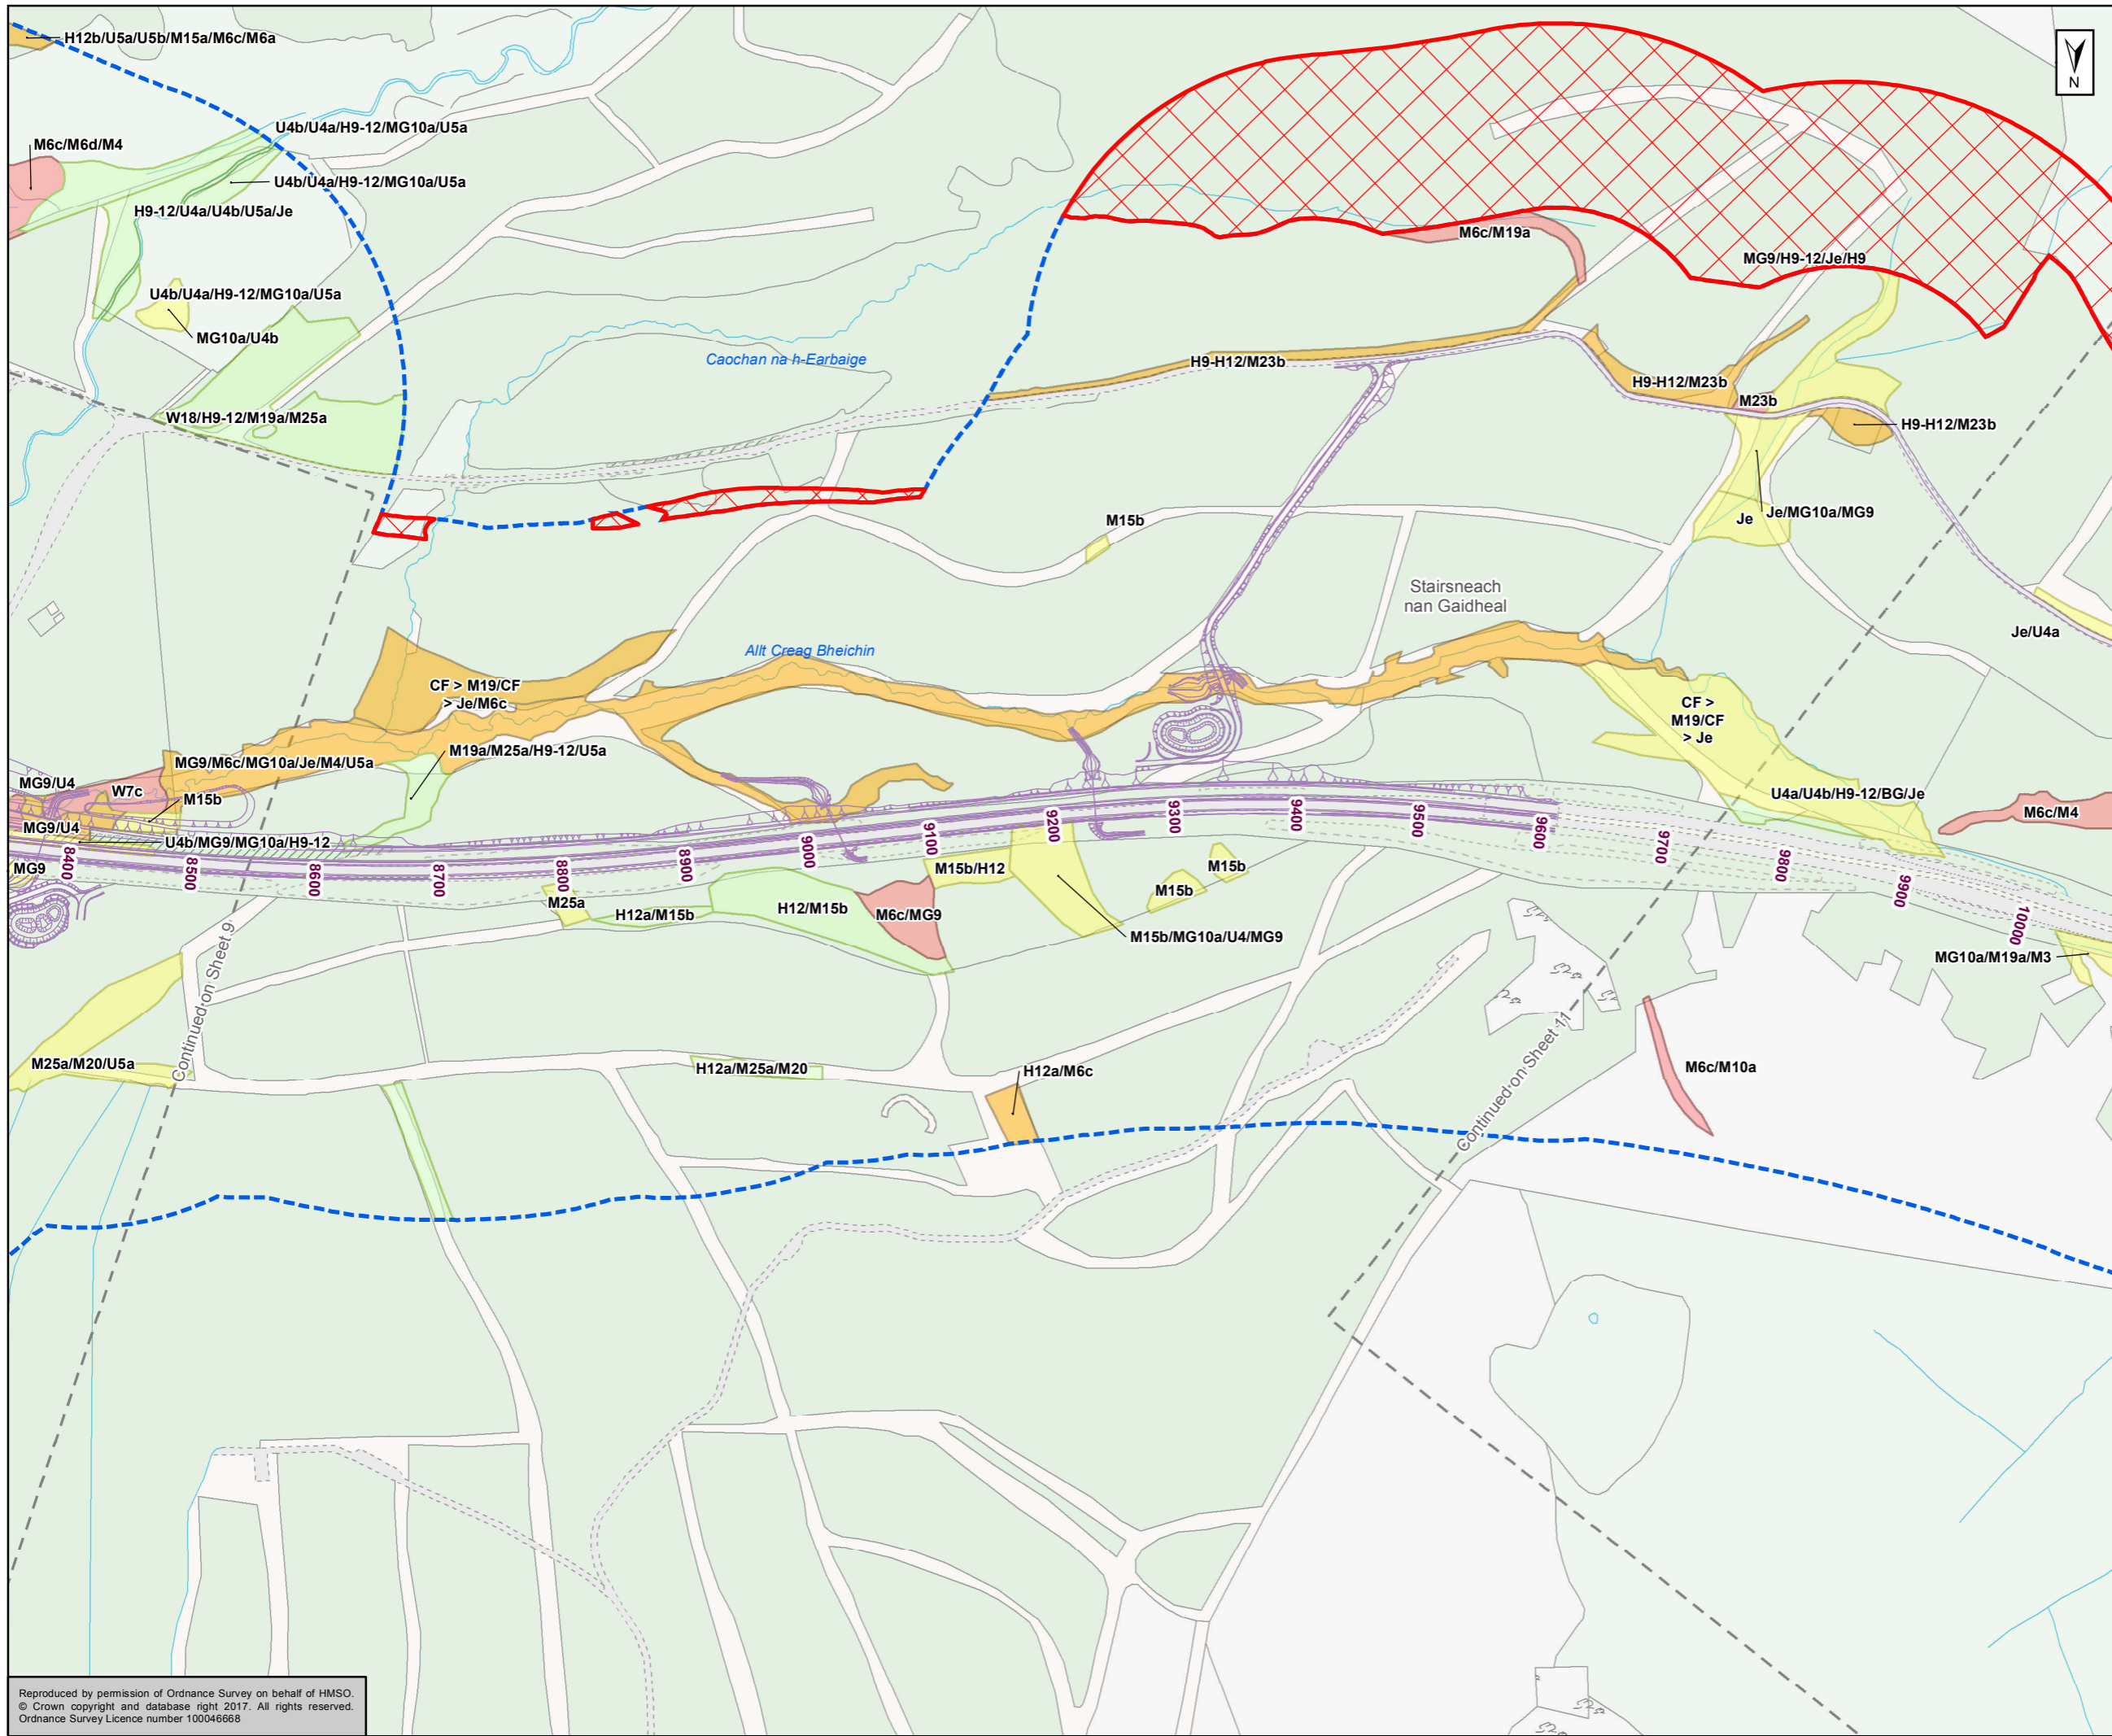 H12b/U5a/U5b/M15a/M6c/M6a
N
U4b/U4a/H9-12/MG10a/U5a
M6c/M6d/M4
U4b/U4a/H9-12/MG10a/U5a
H9-12/U4a/U4b/U5a/Je
M6c/M19a
MG9/H9-12/Je/H9
U4b/U4a/H9-12/MG10a/U5a
MG10a/U4b
Caochan na h-Earbaige
H9-H12/M23b
H9-H12/M23b
M23b
W18/H9-12/M19a/M25a
H9-H12/M23b
M15b
Je/MG10a/MG9
Je
Stairsneach
nan Gaidheal
Je/U4a
Allt Creag Bheichin
CF > M19/CF
> Je/M6c
CF >
M19/CF
> Je
M19a/M25a/H9-12/U5a
MG9/M6c/MG10a/Je/M4/U5a
MG9/U4
W7c
M15b
U4a/U4b/H9-12/BG/Je
M6c/M4
MG9/U4
U4b/MG9/MG10a/H9-12
MG9
8400
8500
8600
8700
8800
8900
9000
9100
9200
9300
9400
9500
9600
9700
9800
9900
10000
M15b/H12
M15b
M15b
M25a
H12a/M15b
H12/M15b
M6c/MG9
M15b/MG10a/U4/MG9
MG10a/M19a/M3
Continued on Sheet 9
M25a/M20/U5a
H12a/M25a/M20
H12a/M6c
M6c/M10a
Continued on Sheet 11
Reproduced by permission of Ordnance Survey on behalf of HMSO.
© Crown copyright and database right 2017. All rights reserved.
Ordnance Survey Licence number 100046668